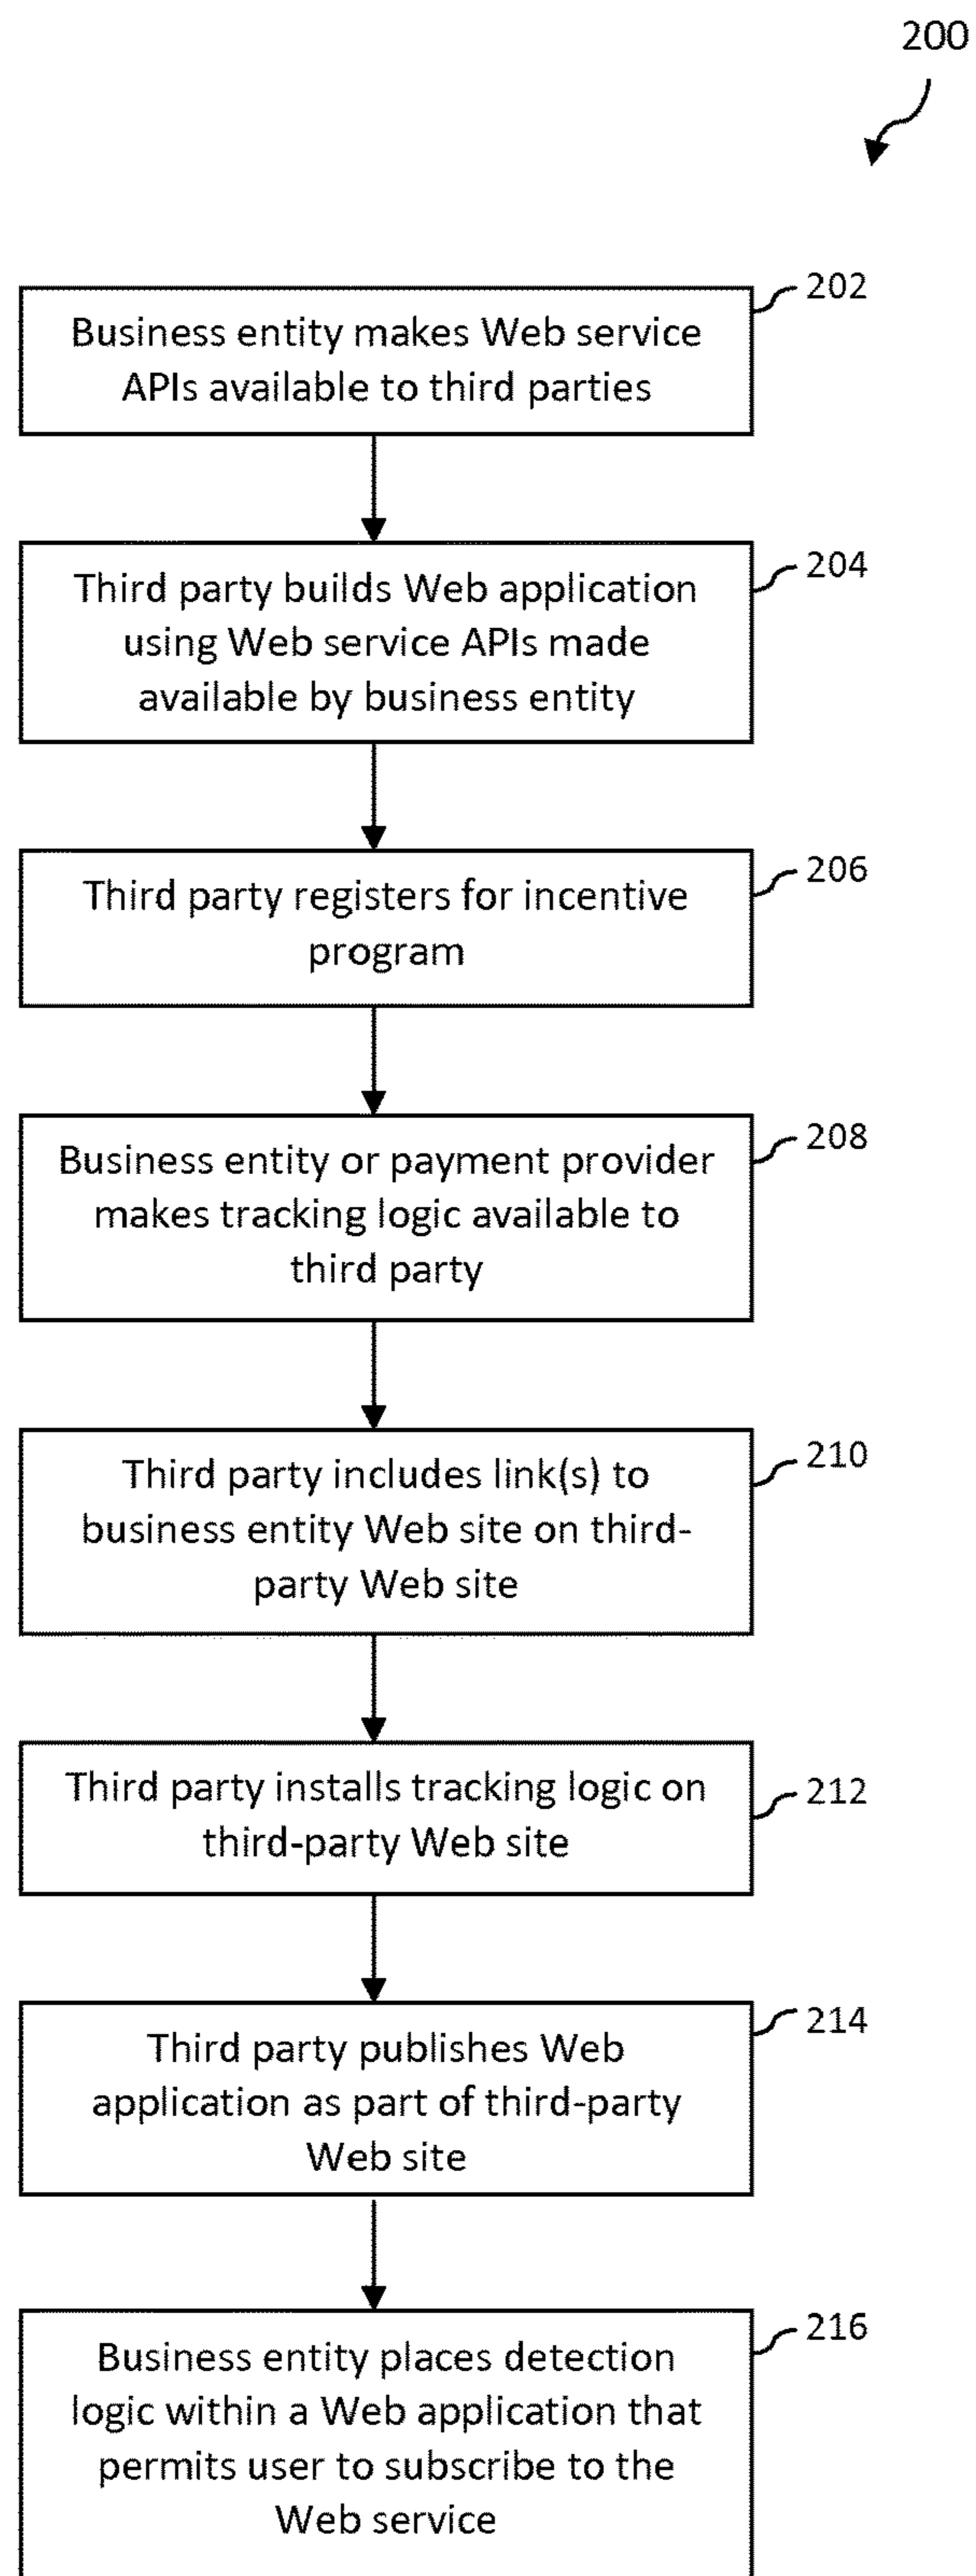 200
202
Business entity makes Web service
APIs available to third parties
204
Third party builds Web application
using Web service APIs made
available by business entity
206
Third party registers for incentive
program
208
Business entity or payment provider
makes tracking logic available to
third party
210
Third party includes link(s) to
business entity Web site on third-
party Web site
212
Third party installs tracking logic on
third-party Web site
214
Third party publishes Web
application as part of third-party
Web site
216
Business entity places detection
logic within a Web application that
permits user to subscribe to the
Web service